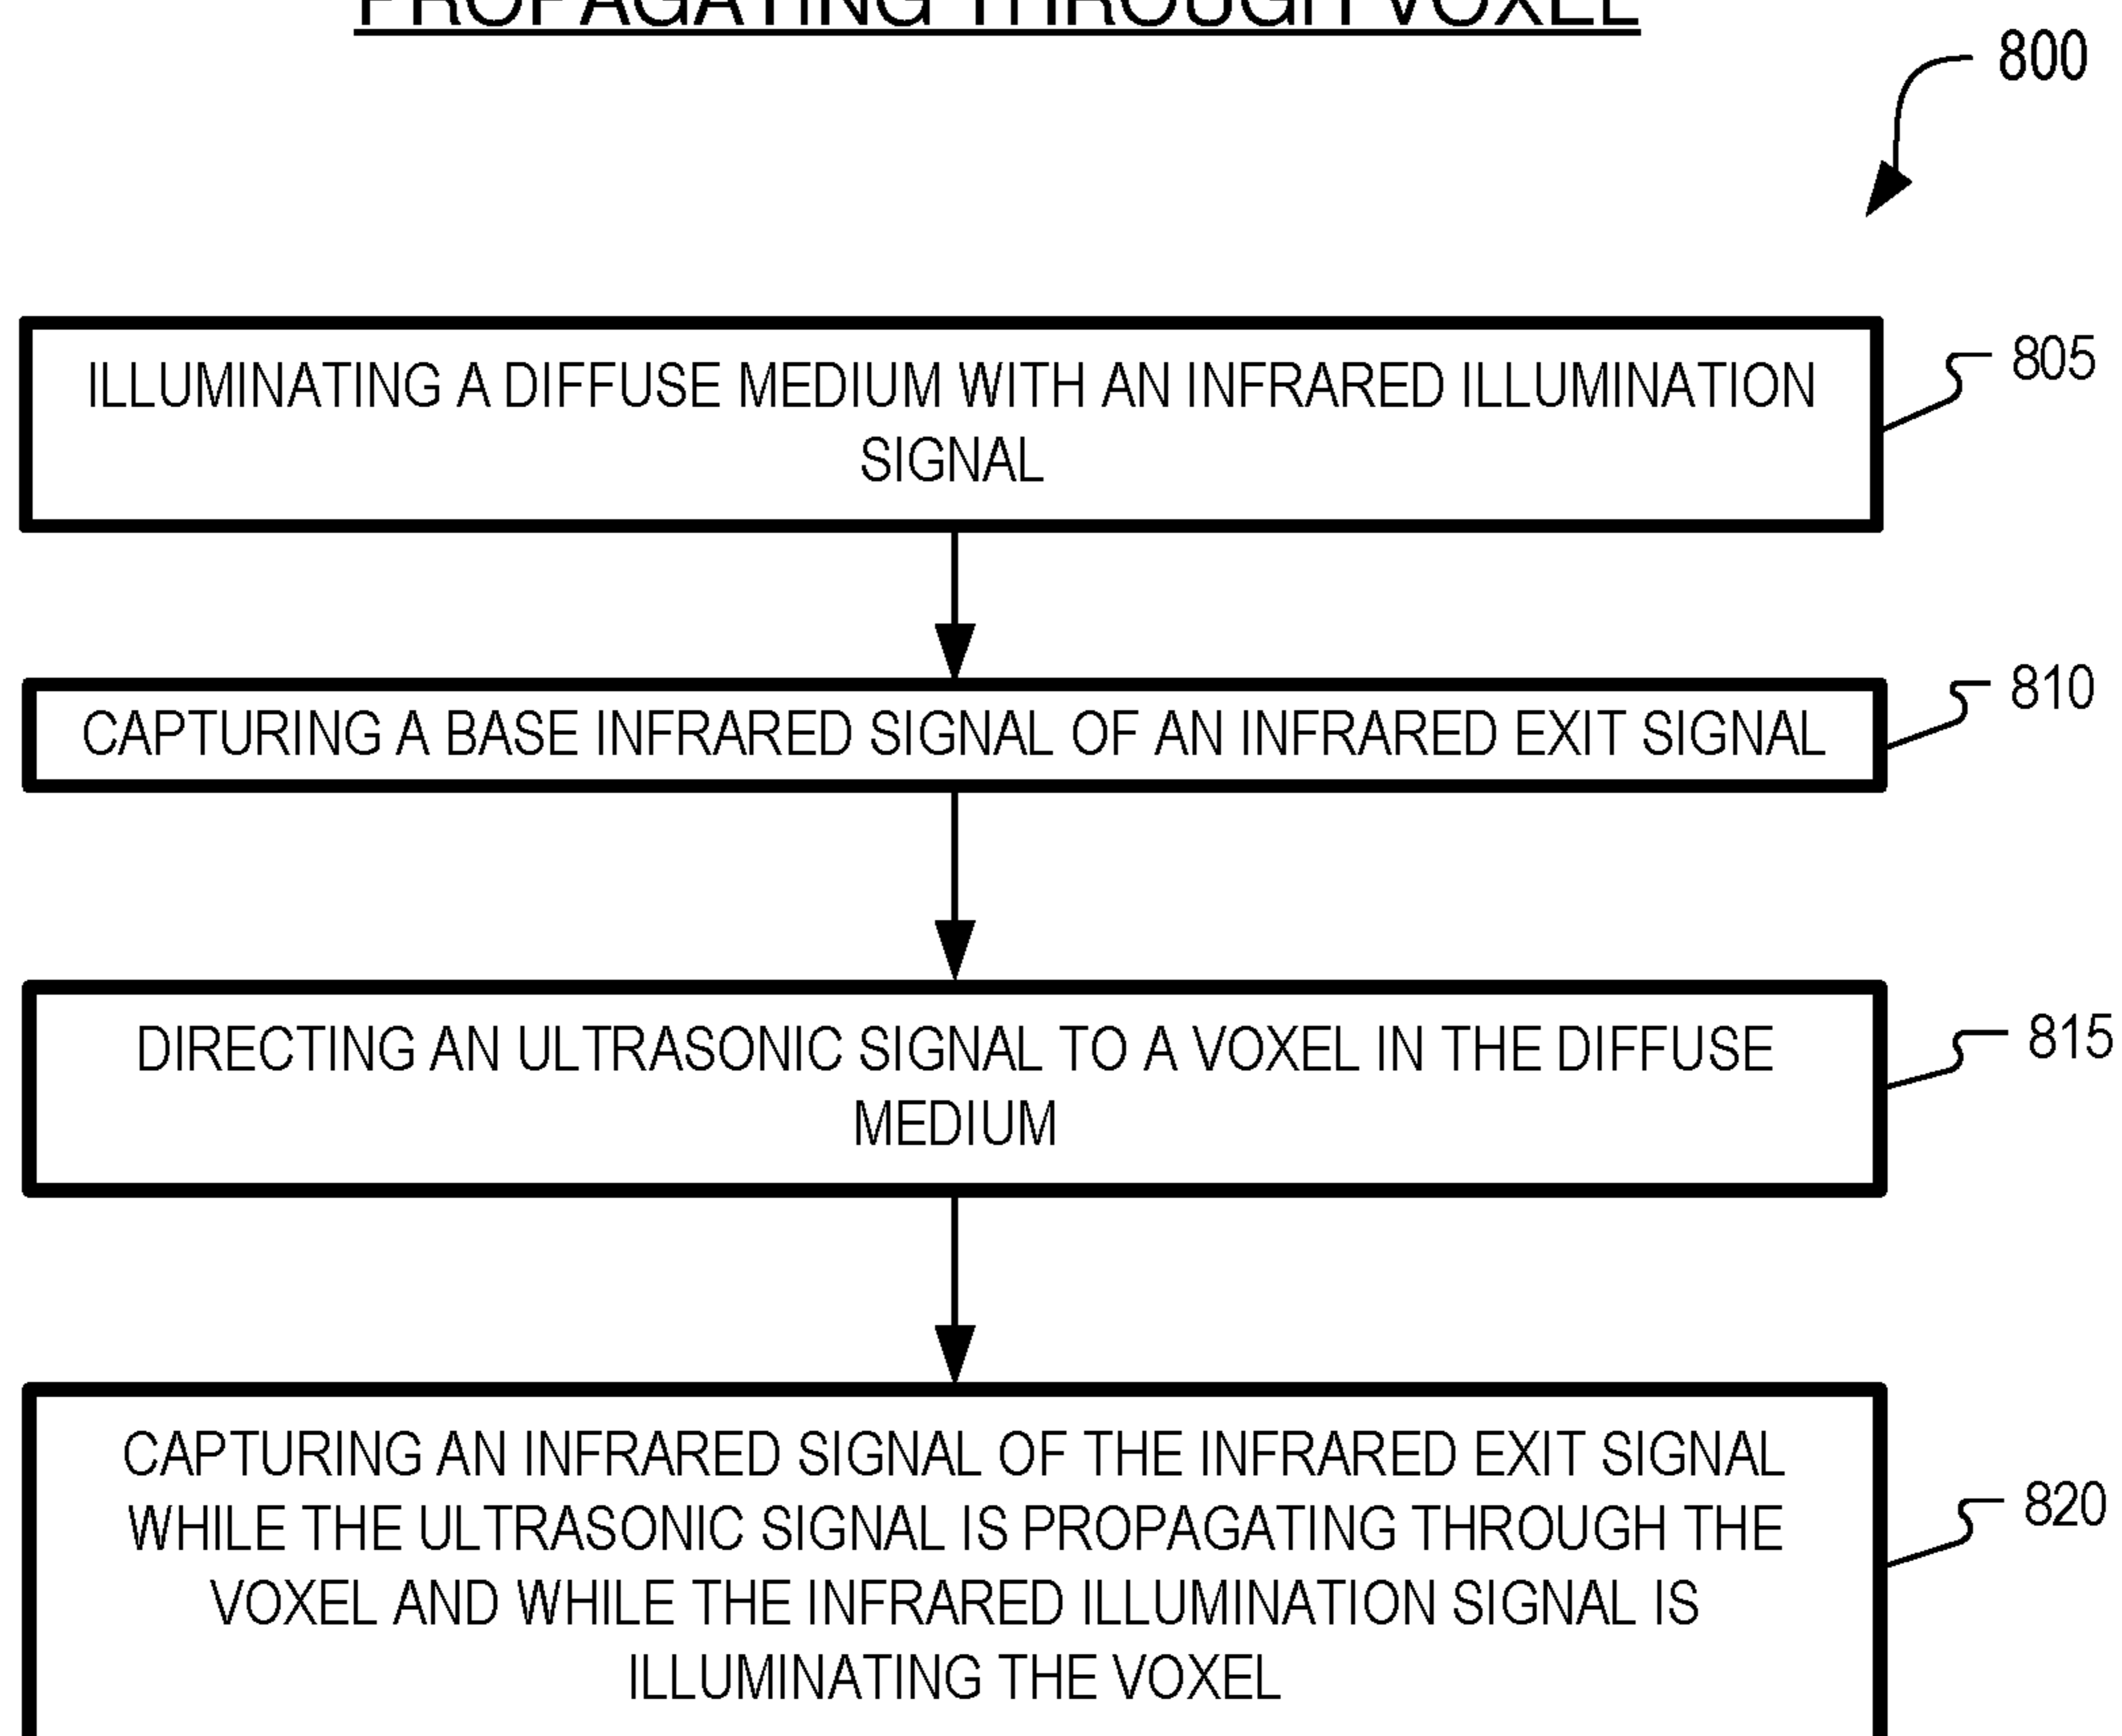 PROPAGATING THROUGH VOXEL
800
ILLUMINATING A DIFFUSE MEDIUM WITH AN INFRARED ILLUMINATION
SIGNAL
805
CAPTURING A BASE INFRARED SIGNAL OF AN INFRARED EXIT SIGNAL
810
DIRECTING AN ULTRASONIC SIGNAL TO A VOXEL IN THE DIFFUSE
MEDIUM
815
CAPTURING AN INFRARED SIGNAL OF THE INFRARED EXIT SIGNAL
WHILE THE ULTRASONIC SIGNAL IS PROPAGATING THROUGH THE
VOXEL AND WHILE THE INFRARED ILLUMINATION SIGNAL IS
ILLUMINATING THE VOXEL
820